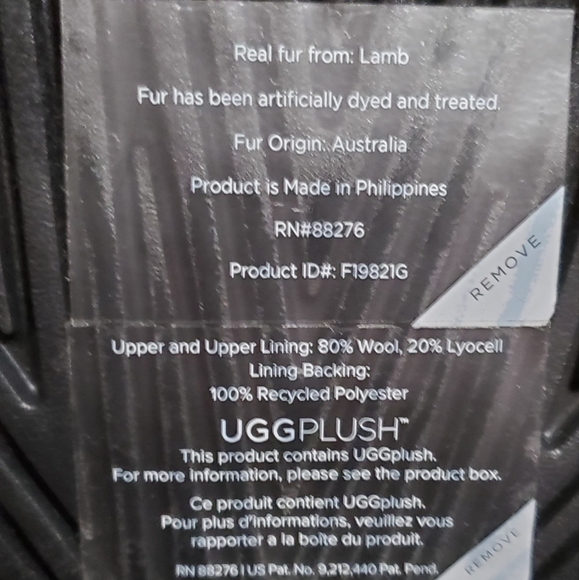 Real fur from: Lamb
Fur has been artificially dyed and treated.
Fur Origin: Australia
Product is Made in Philippines
RN#88276
Product ID#: F19821G
REMOVE
Upper and Upper Lining: 80% Wool, 20% Lyocell
Lining Backing:
100% Recycled Polyester
UGGPLUSH™
This product contains UGGplush.
For more information, please see the product box.
Ce produit contient UGGplush.
Pour plus d'informations, veuillez vous
rapporter a la boîte du produit.
RN 88276 I US Pat. No. 9,212,440 Pat. Pend.
REMOVE